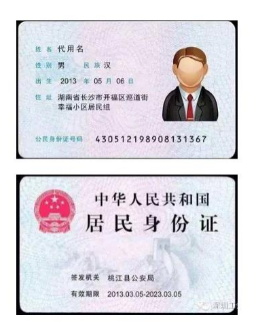 姓 名 代用名
性 别 男 民 族 汉
出 生 2013 年 05 月 06 日
住 址 湖南省长沙市开福区巡道街
幸福小区居民组
公民身份证号码 430512198908131367
中华人民共和国
居民身份证
签发机关 桃江县公安局
有效期限 2013.03.05-2023.03.05